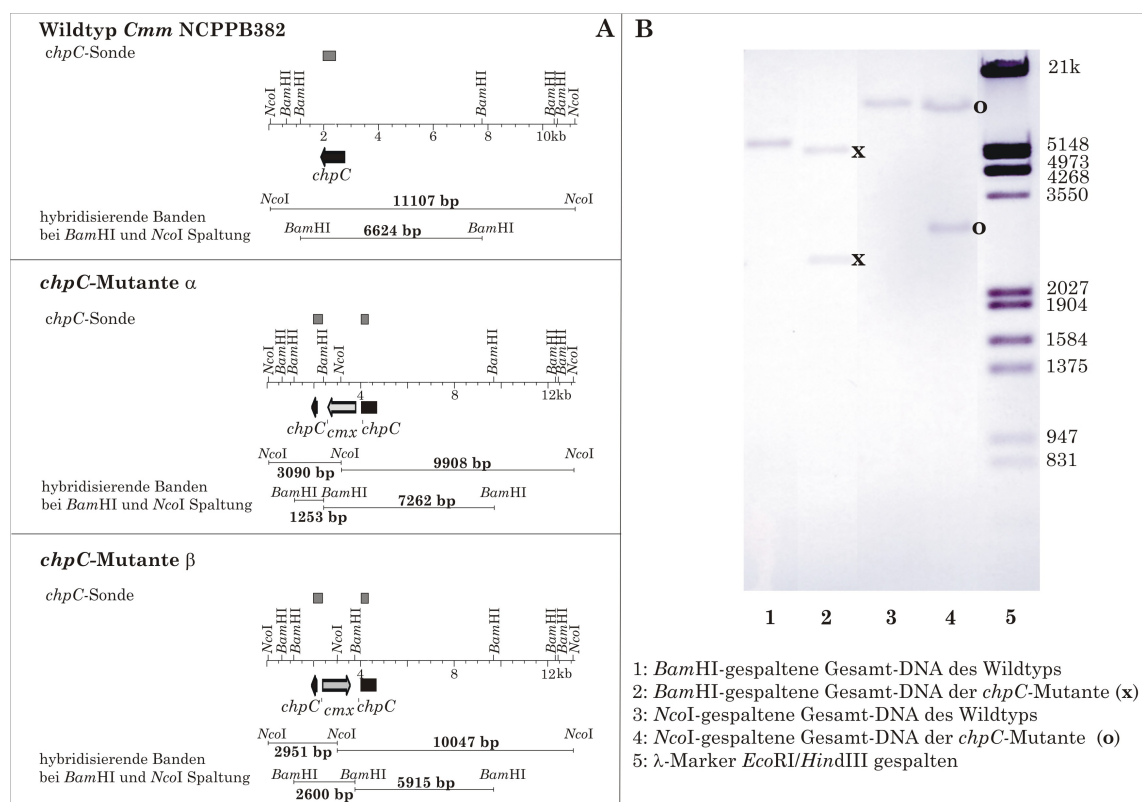 Wildtyp Cmm NCPPB382
A
chpC-Sonde
NcoI
BamHI
BamHI
BamHI
BamHI
BamHI
NcoI
2
4
6
8
10kb
chpC
NcoI
11107 bp
NcoI
hybridisierende Banden
bei BamHI und NcoI Spaltung
BamHI
6624 bp
BamHI
chpC-Mutante α
chpC-Sonde
NcoI
BamHI
BamHI
BamHI
NcoI
BamHI
BamHI
BamHI
NcoI
4
8
12kb
chpC
cmx
chpC
NcoI
NcoI
NcoI
3090 bp
9908 bp
hybridisierende Banden
bei BamHI und NcoI Spaltung
BamHI
BamHI
7262 bp
BamHI
1253 bp
chpC-Mutante β
chpC-Sonde
NcoI
BamHI
BamHI
NcoI
BamHI
BamHI
BamHI
BamHI
NcoI
4
8
12kb
chpC
cmx
chpC
NcoI
NcoI
NcoI
2951 bp
10047 bp
hybridisierende Banden
bei BamHI und NcoI Spaltung
BamHI
BamHI
5915 bp
BamHI
2600 bp
B
21k
o
5148
x
4973
4268
3550
o
x
2027
1904
1584
1375
947
831
1 2 3 4 5
1: BamHI-gespaltene Gesamt-DNA des Wildtyps
2: BamHI-gespaltene Gesamt-DNA der chpC-Mutante (x)
3: NcoI-gespaltene Gesamt-DNA des Wildtyps
4: NcoI-gespaltene Gesamt-DNA der chpC-Mutante (o)
5: λ-Marker EcoRI/HindIII gespalten